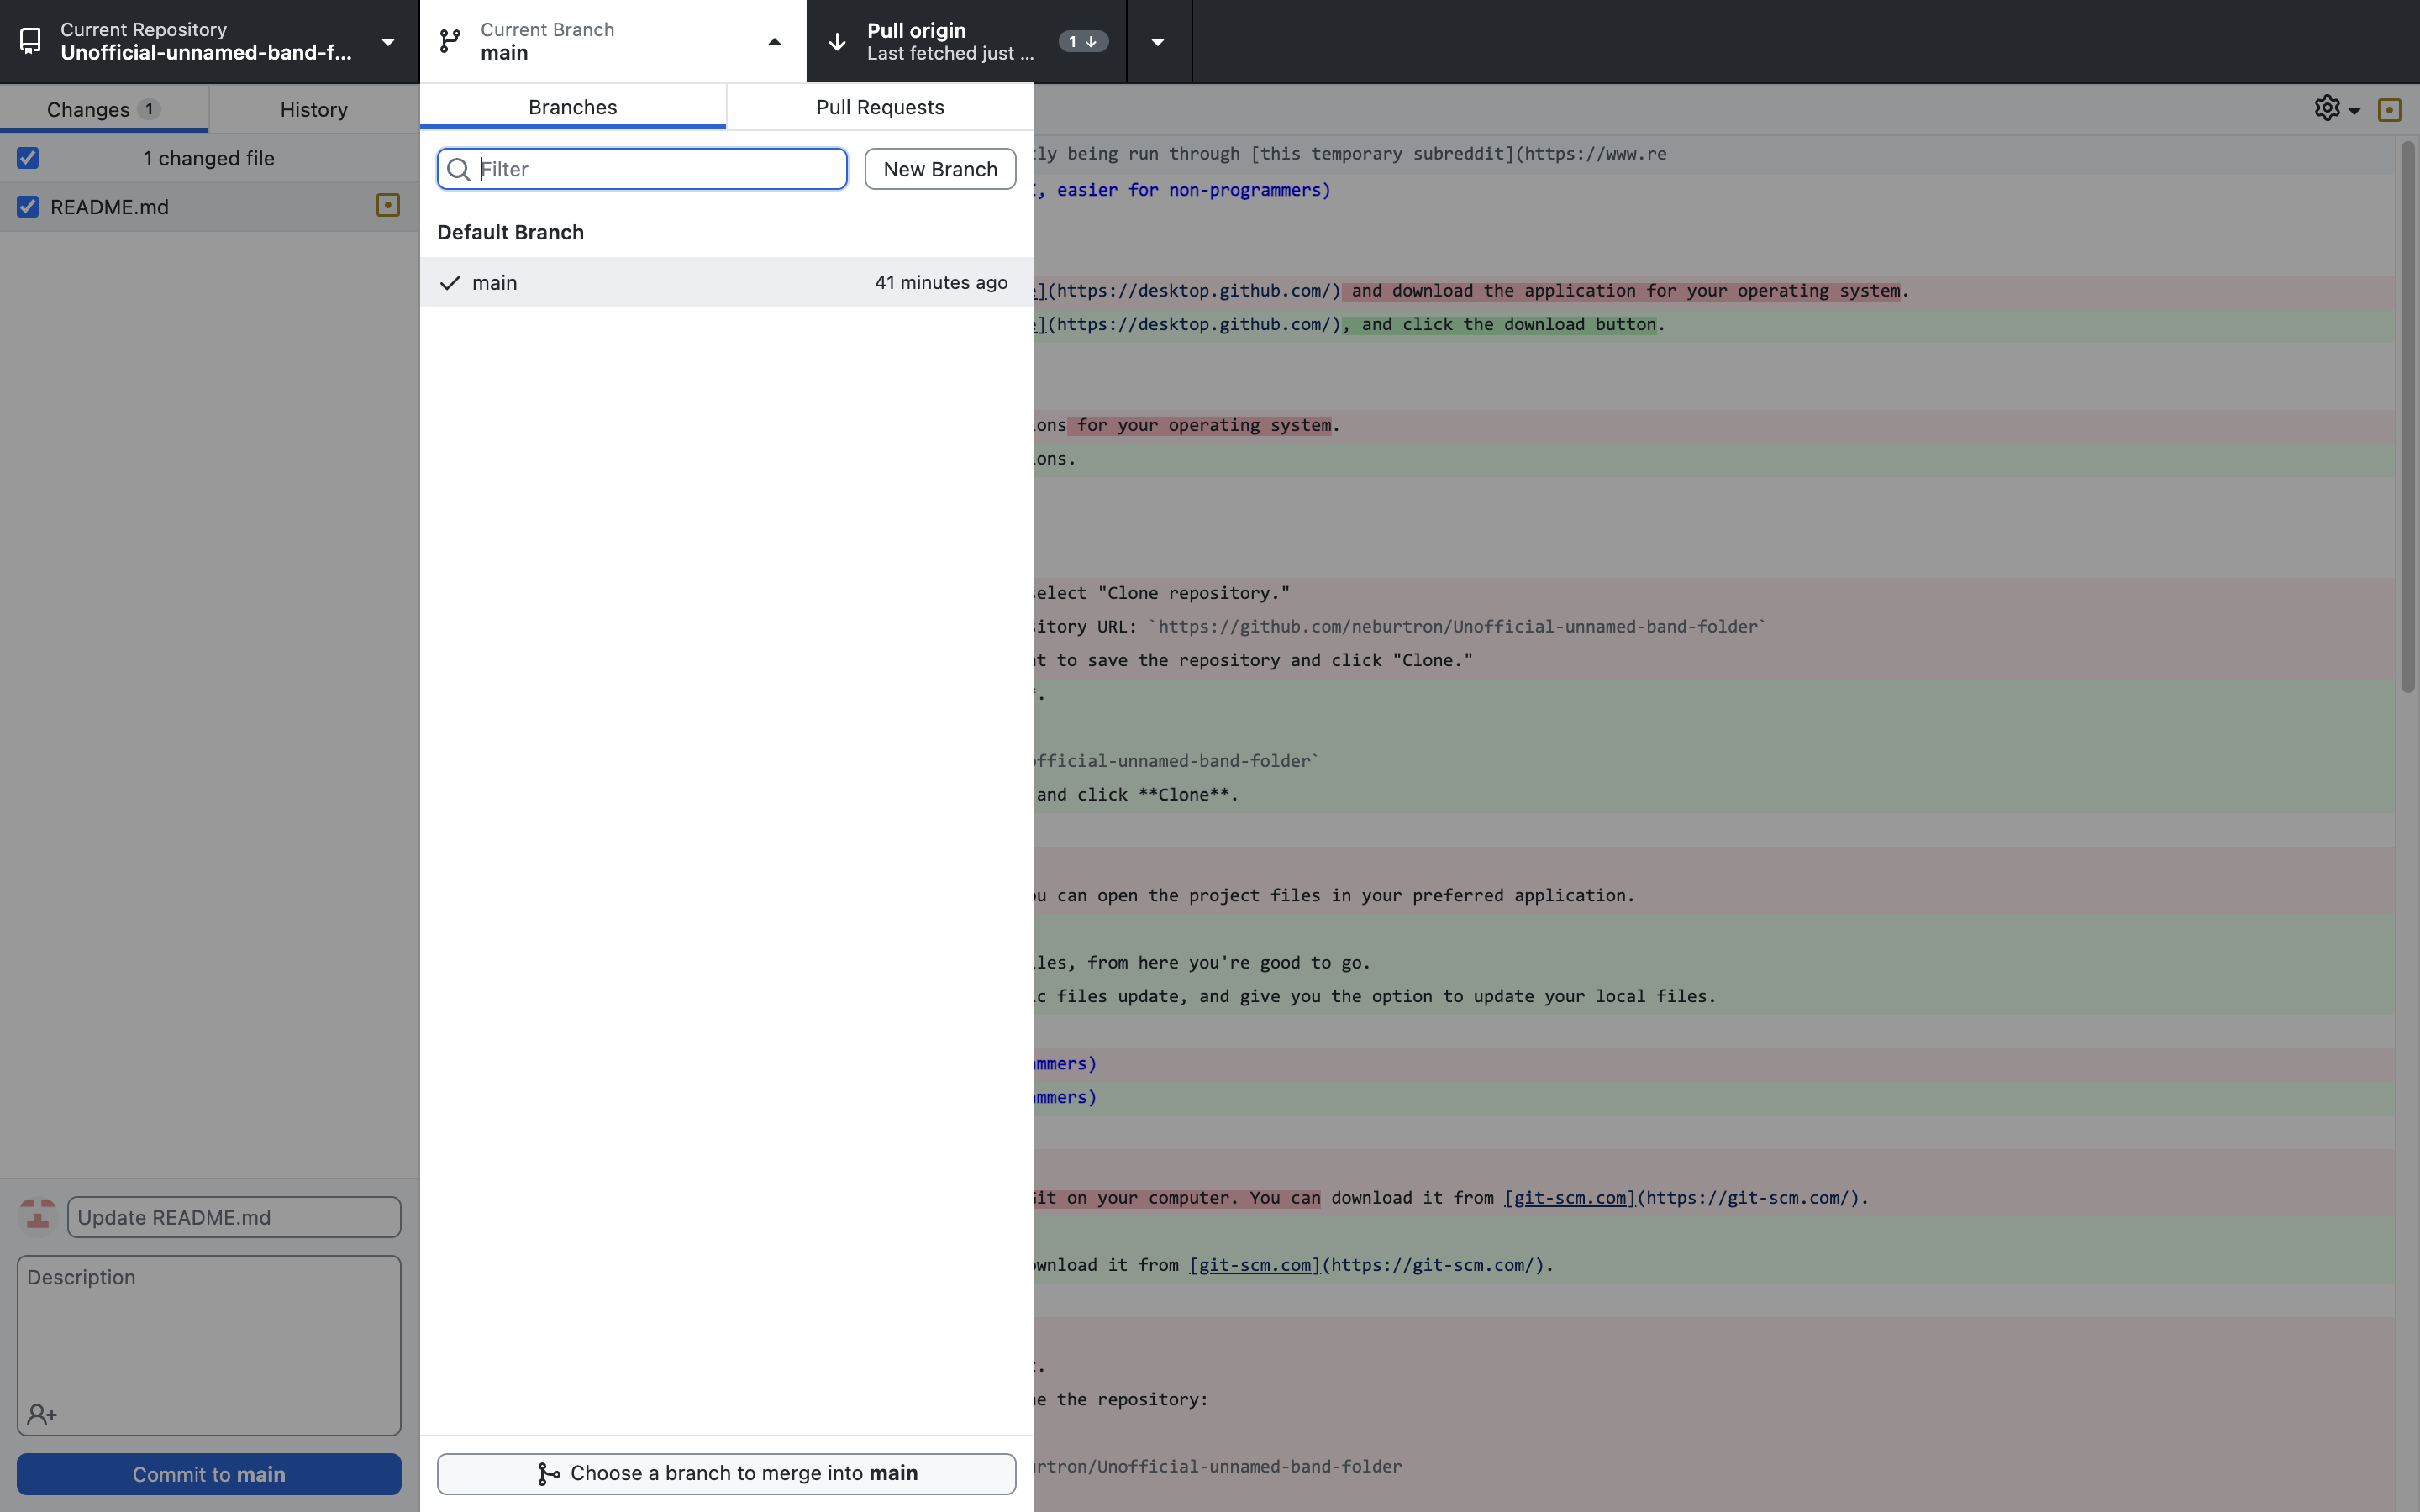 Current Repository
Unofficial-unnamed-band-f...
Current Branch
main
Pull origin
Last fetched just ...
1
Changes 1
History
Branches
Pull Requests
1 changed file
Filter
New Branch
README.md
Default Branch
main
41 minutes ago
being run through [this temporary subreddit](https://www.re
, easier for non-programmers)
](https://desktop.github.com/) and download the application for your operating system.
](https://desktop.github.com/), and click the download button.
ons for your operating system.
ons.
select "Clone repository."
sitory URL: `https://github.com/neburtron/Unofficial-unnamed-band-folder`
nt to save the repository and click "Clone."
.
official-unnamed-band-folder`
and click **Clone**.
ou can open the project files in your preferred application.
les, from here you're good to go.
c files update, and give you the option to update your local files.
mmers)
mmers)
Git on your computer. You can download it from [git-scm.com](https://git-scm.com/).
ownload it from [git-scm.com](https://git-scm.com/).
.
e the repository:
urtron/Unofficial-unnamed-band-folder
Update README.md
Description
Commit to main
Choose a branch to merge into main